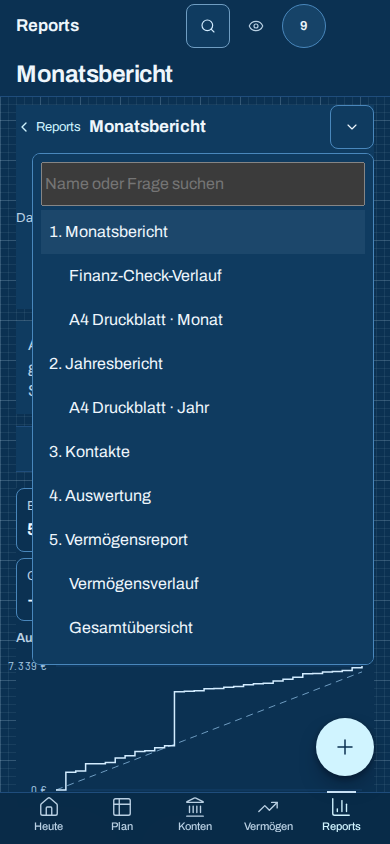 Reports
9
Monatsbericht
Reports Monatsbericht
Name oder Frage suchen
1. Monatsbericht
Finanz-Check-Verlauf
A4 Druckblatt · Monat
2. Jahresbericht
A4 Druckblatt · Jahr
3. Kontakte
4. Auswertung
5. Vermögensreport
Vermögensverlauf
Gesamtübersicht
7.339 €
0 €
Heute
Plan
Konten
Vermögen
Reports